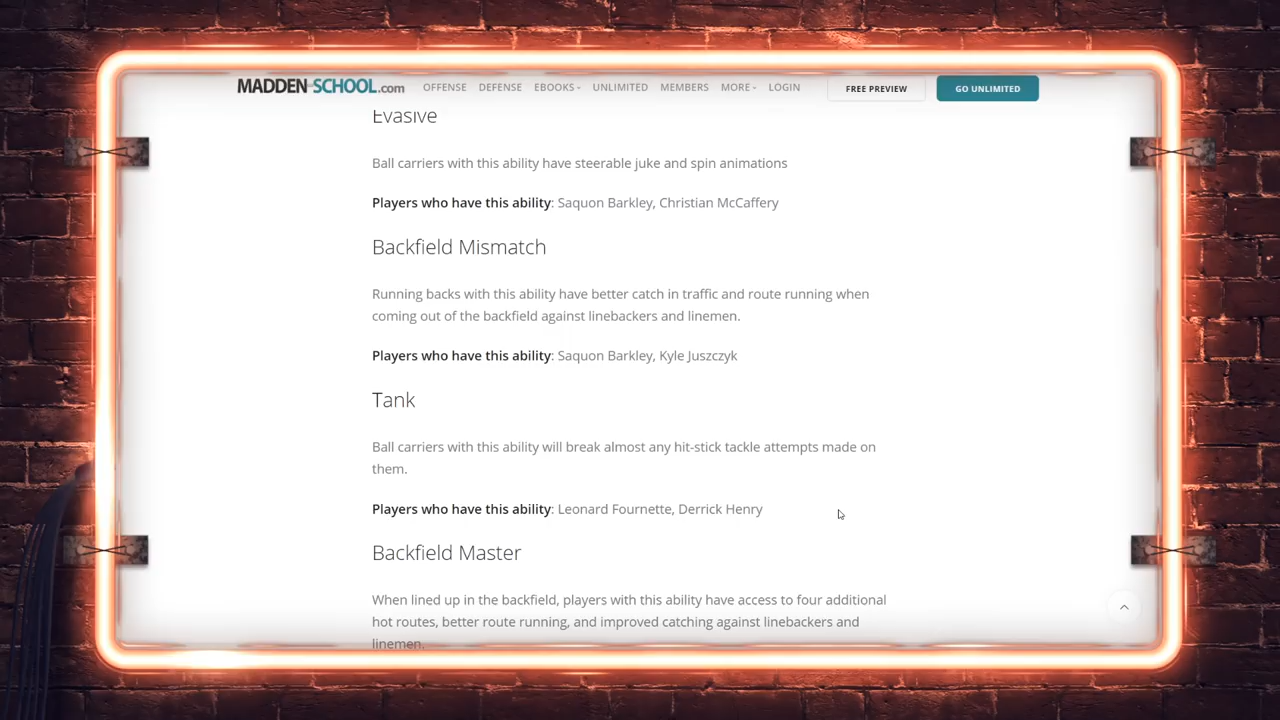 MADDEN-SCHOOL.com OFFENSE DEFENSE EBOOKS UNLIMITED MEMBERS MORE LOGIN FREE PREVIEW GO UNLIMITED
Evasive
Ball carriers with this ability have steerable juke and spin animations
Players who have this ability: Saquon Barkley, Christian McCaffery
Backfield Mismatch
Running backs with this ability have better catch in traffic and route running when
coming out of the backfield against linebackers and linemen.
Players who have this ability: Saquon Barkley, Kyle Juszczyk
Tank
Ball carriers with this ability will break almost any hit-stick tackle attempts made on
them.
Players who have this ability: Leonard Fournette, Derrick Henry
Backfield Master
When lined up in the backfield, players with this ability have access to four additional
hot routes, better route running, and improved catching against linebackers and
linemen.